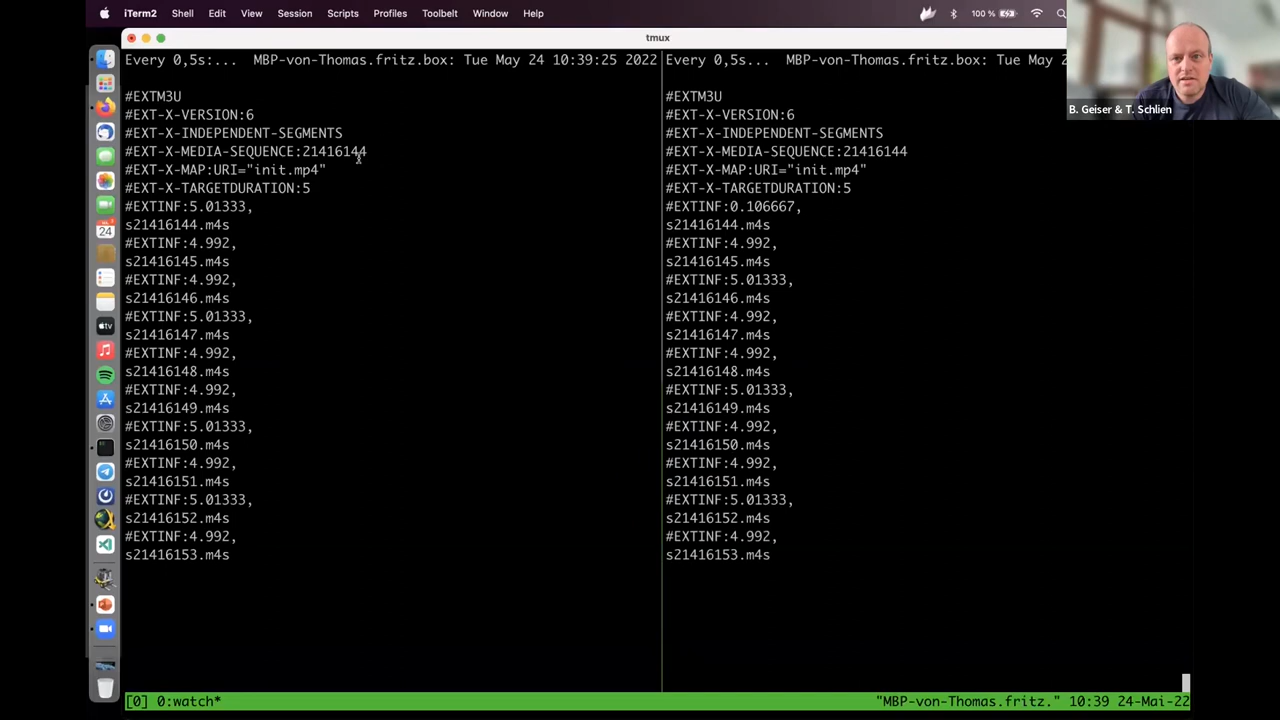 iTerm2 Shell Edit View Session Scripts Profiles Toolbelt Window Help 100 %
tmux
Every 0,5s:... MBP-von-Thomas.fritz.box: Tue May 24 10:39:25 2022
#EXTM3U
#EXT-X-VERSION:6
#EXT-X-INDEPENDENT-SEGMENTS
#EXT-X-MEDIA-SEQUENCE:21416144
#EXT-X-MAP:URI="init.mp4"
#EXT-X-TARGETDURATION:5
#EXTINF:5.01333,
s21416144.m4s
#EXTINF:4.992,
s21416145.m4s
#EXTINF:4.992,
s21416146.m4s
#EXTINF:5.01333,
s21416147.m4s
#EXTINF:4.992,
s21416148.m4s
#EXTINF:4.992,
s21416149.m4s
#EXTINF:5.01333,
s21416150.m4s
#EXTINF:4.992,
s21416151.m4s
#EXTINF:5.01333,
s21416152.m4s
#EXTINF:4.992,
s21416153.m4s
Every 0,5s... MBP-von-Thomas.fritz.box: Tue May 2
#EXTM3U
#EXT-X-VERSION:6
#EXT-X-INDEPENDENT-SEGMENTS
#EXT-X-MEDIA-SEQUENCE:21416144
#EXT-X-MAP:URI="init.mp4"
#EXT-X-TARGETDURATION:5
#EXTINF:0.106667,
s21416144.m4s
#EXTINF:4.992,
s21416145.m4s
#EXTINF:5.01333,
s21416146.m4s
#EXTINF:4.992,
s21416147.m4s
#EXTINF:4.992,
s21416148.m4s
#EXTINF:5.01333,
s21416149.m4s
#EXTINF:4.992,
s21416150.m4s
#EXTINF:4.992,
s21416151.m4s
#EXTINF:5.01333,
s21416152.m4s
#EXTINF:4.992,
s21416153.m4s
B. Geiser & T. Schlien
24
tv
[0] 0:watch* "MBP-von-Thomas.fritz." 10:39 24-Mai-22